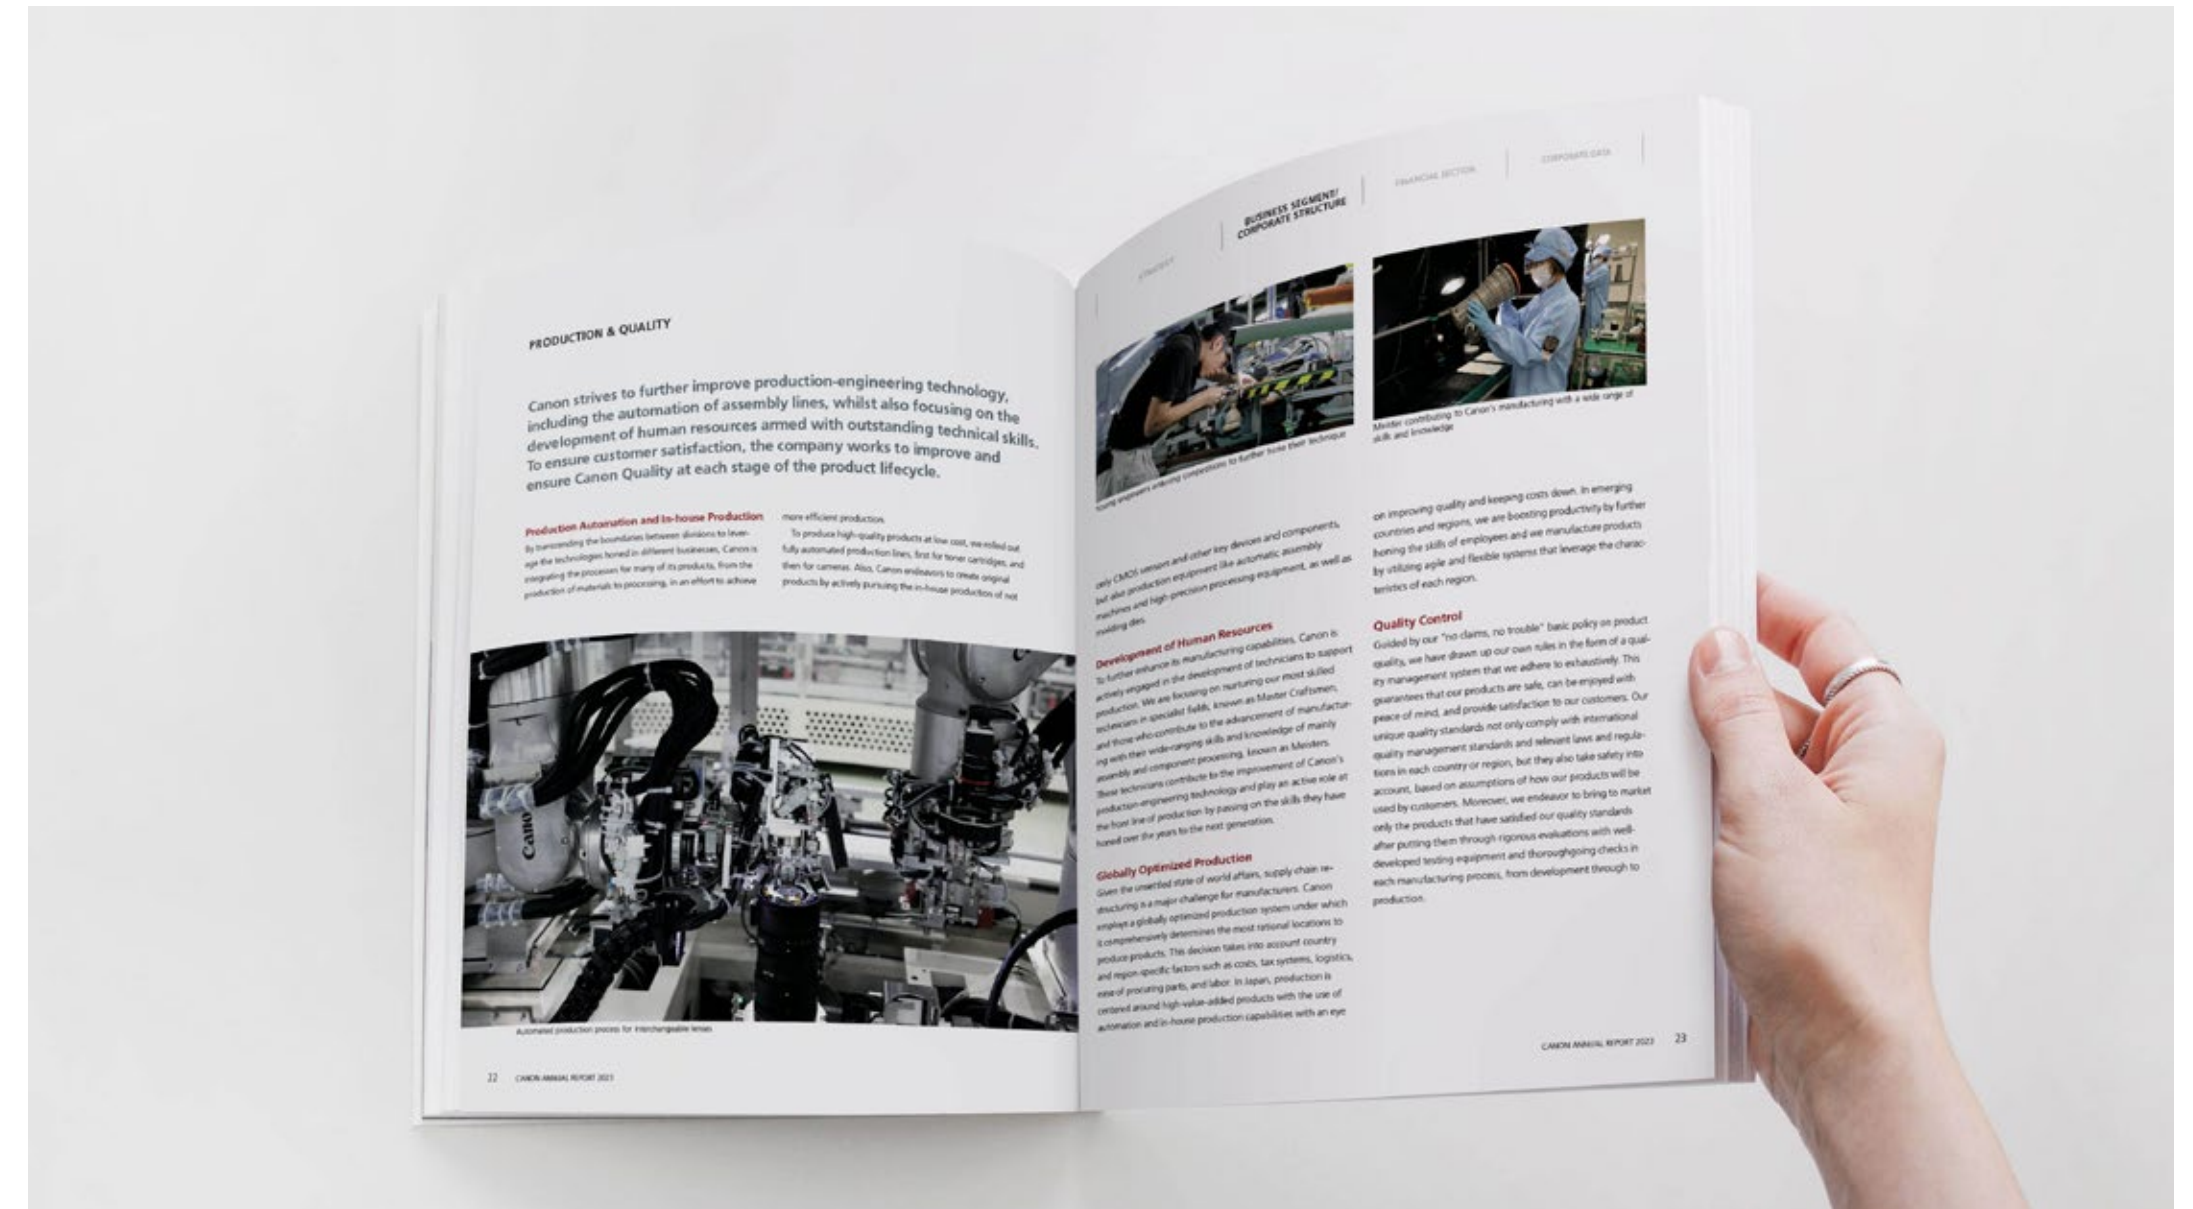 PRODUCTION & QUALITY
Canon strives to further improve production-engineering technology,
including the automation of assembly lines, whilst also focusing on the
development of human resources armed with outstanding technical skills.
To ensure customer satisfaction, the company works to improve and
ensure Canon Quality at each stage of the product lifecycle.
Production Automation and In-house Production
By transcending the boundaries between divisions to lever-
age the technologies honed in different businesses, Canon is
integrating the processes for many of its products, from the
production of materials to processing, in an effort to achieve
more efficient production.
To produce high-quality products at low cost, we rolled out
fully automated production lines, first for toner cartridges, and
then for cameras. Also, Canon endeavors to create original
products by actively pursuing the in-house production of not
Canon
Automated production process for interchangeable lenses
22 CANON ANNUAL REPORT 2023
STRATEGY
BUSINESS SEGMENT/
CORPORATE STRUCTURE
FINANCIAL SECTION
CORPORATE DATA
Young engineers entering competitions to further hone their technique
Meister contributing to Canon's manufacturing with a wide range of
skills and knowledge
only CMOS sensors and other key devices and components,
but also production equipment like automatic assembly
machines and high-precision processing equipment, as well as
molding dies.
Development of Human Resources
To further enhance its manufacturing capabilities, Canon is
actively engaged in the development of technicians to support
production. We are focusing on nurturing our most skilled
technicians in specialist fields, known as Master Craftsmen,
and those who contribute to the advancement of manufactur-
ing with their wide-ranging skills and knowledge of mainly
assembly and component processing, known as Meisters.
These technicians contribute to the improvement of Canon's
production-engineering technology and play an active role at
the front line of production by passing on the skills they have
honed over the years to the next generation.
Globally Optimized Production
Given the unsettled state of world affairs, supply chain re-
structuring is a major challenge for manufacturers. Canon
employs a globally optimized production system under which
it comprehensively determines the most rational locations to
produce products. This decision takes into account country
and region-specific factors such as costs, tax systems, logistics,
ease of procuring parts, and labor. In Japan, production is
centered around high-value-added products with the use of
automation and in-house production capabilities with an eye
on improving quality and keeping costs down. In emerging
countries and regions, we are boosting productivity by further
honing the skills of employees and we manufacture products
by utilizing agile and flexible systems that leverage the charac-
teristics of each region.
Quality Control
Guided by our "no claims, no trouble" basic policy on product
quality, we have drawn up our own rules in the form of a qual-
ity management system that we adhere to exhaustively. This
guarantees that our products are safe, can be enjoyed with
peace of mind, and provide satisfaction to our customers. Our
unique quality standards not only comply with international
quality management standards and relevant laws and regula-
tions in each country or region, but they also take safety into
account, based on assumptions of how our products will be
used by customers. Moreover, we endeavor to bring to market
only the products that have satisfied our quality standards
after putting them through rigorous evaluations with well-
developed testing equipment and thoroughgoing checks in
each manufacturing process, from development through to
production.
CANON ANNUAL REPORT 2023 23